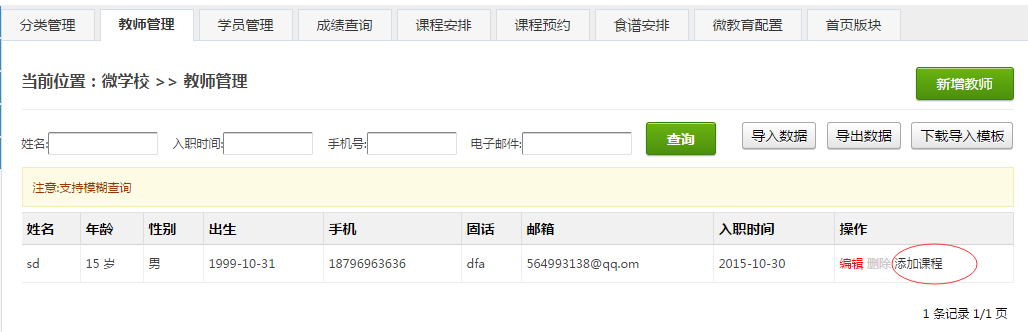 分类管理 教师管理 学员管理 成绩查询 课程安排 课程预约 食谱安排 微教育配置 首页版块
当前位置：微学校 >> 教师管理 新增教师
姓名: 入职时间: 手机号: 电子邮件: 查询 导入数据 导出数据 下载导入模板
注意:支持模糊查询
姓名 年龄 性别 出生 手机 固话 邮箱 入职时间 操作
sd 15 岁 男 1999-10-31 18796963636 dfa 564993138@qq.om 2015-10-30 编辑 删除 添加课程
1 条记录 1/1 页